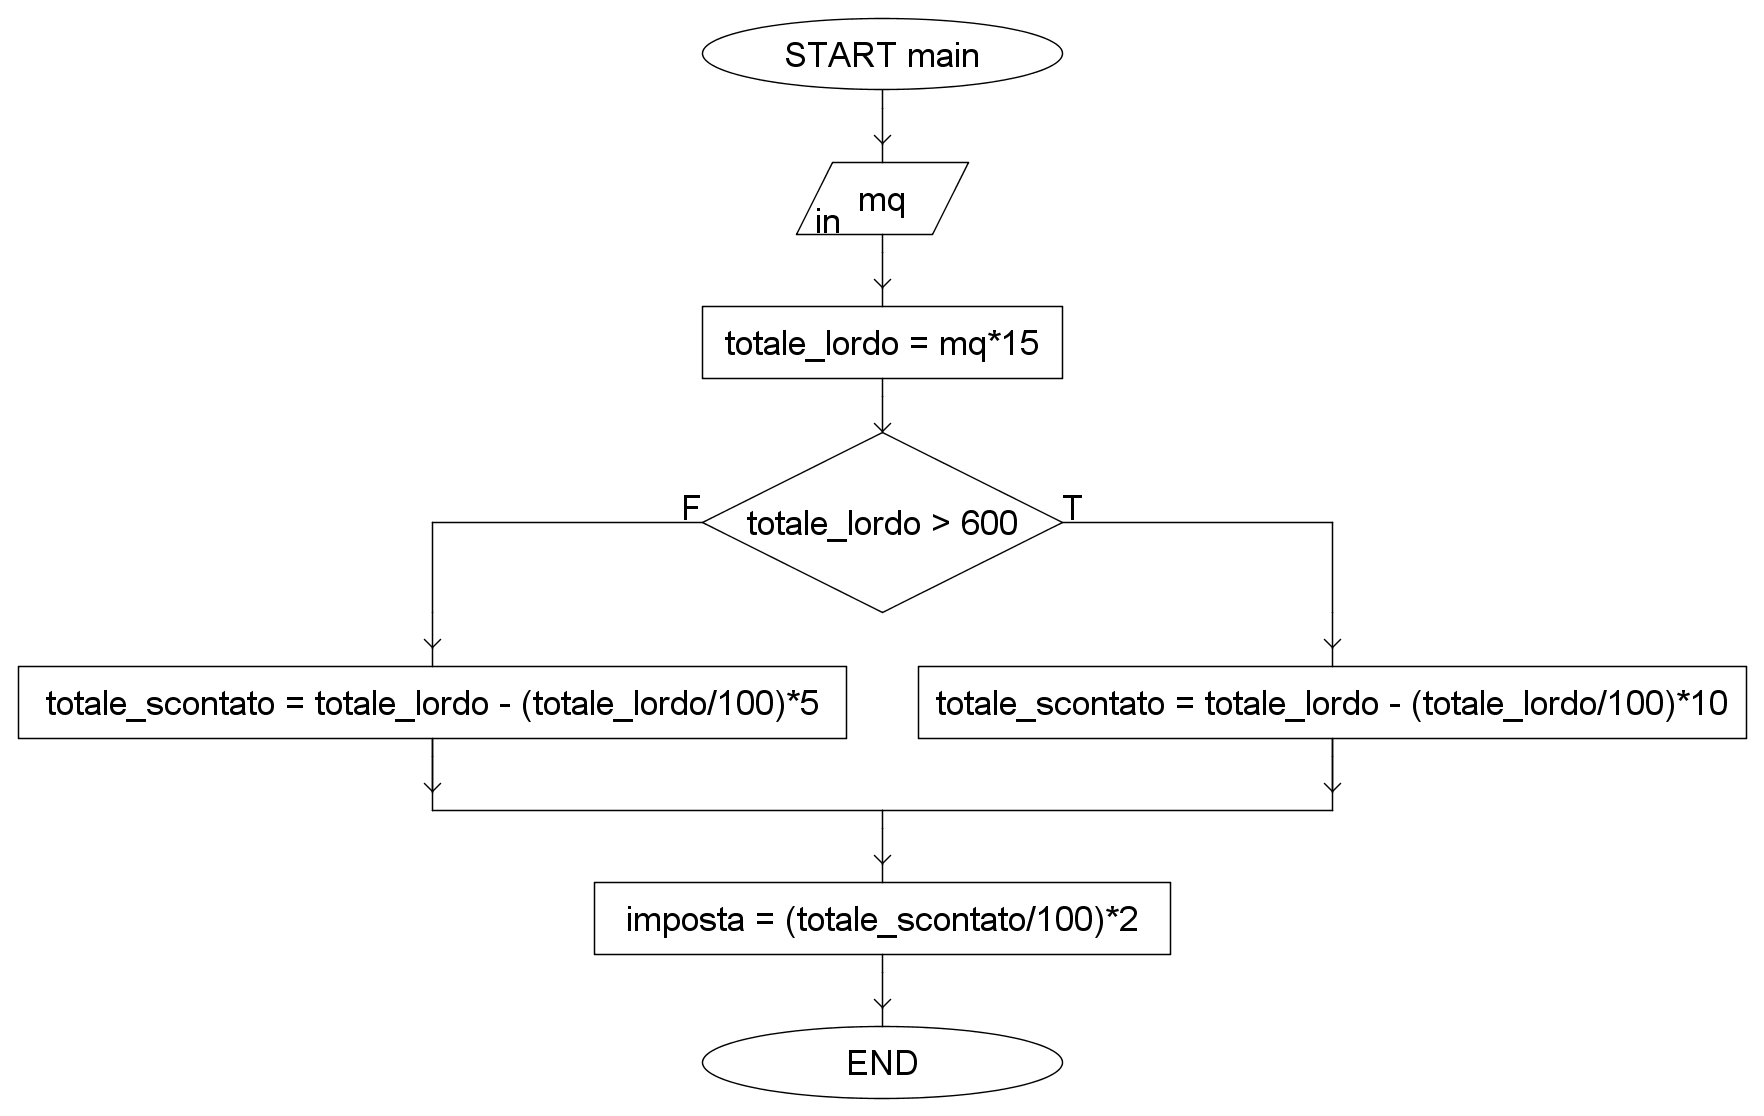 START main
mq
in
totale_lordo = mq*15
F
T
totale_lordo > 600
totale_scontato = totale_lordo - (totale_lordo/100)*5
totale_scontato = totale_lordo - (totale_lordo/100)*10
imposta = (totale_scontato/100)*2
END